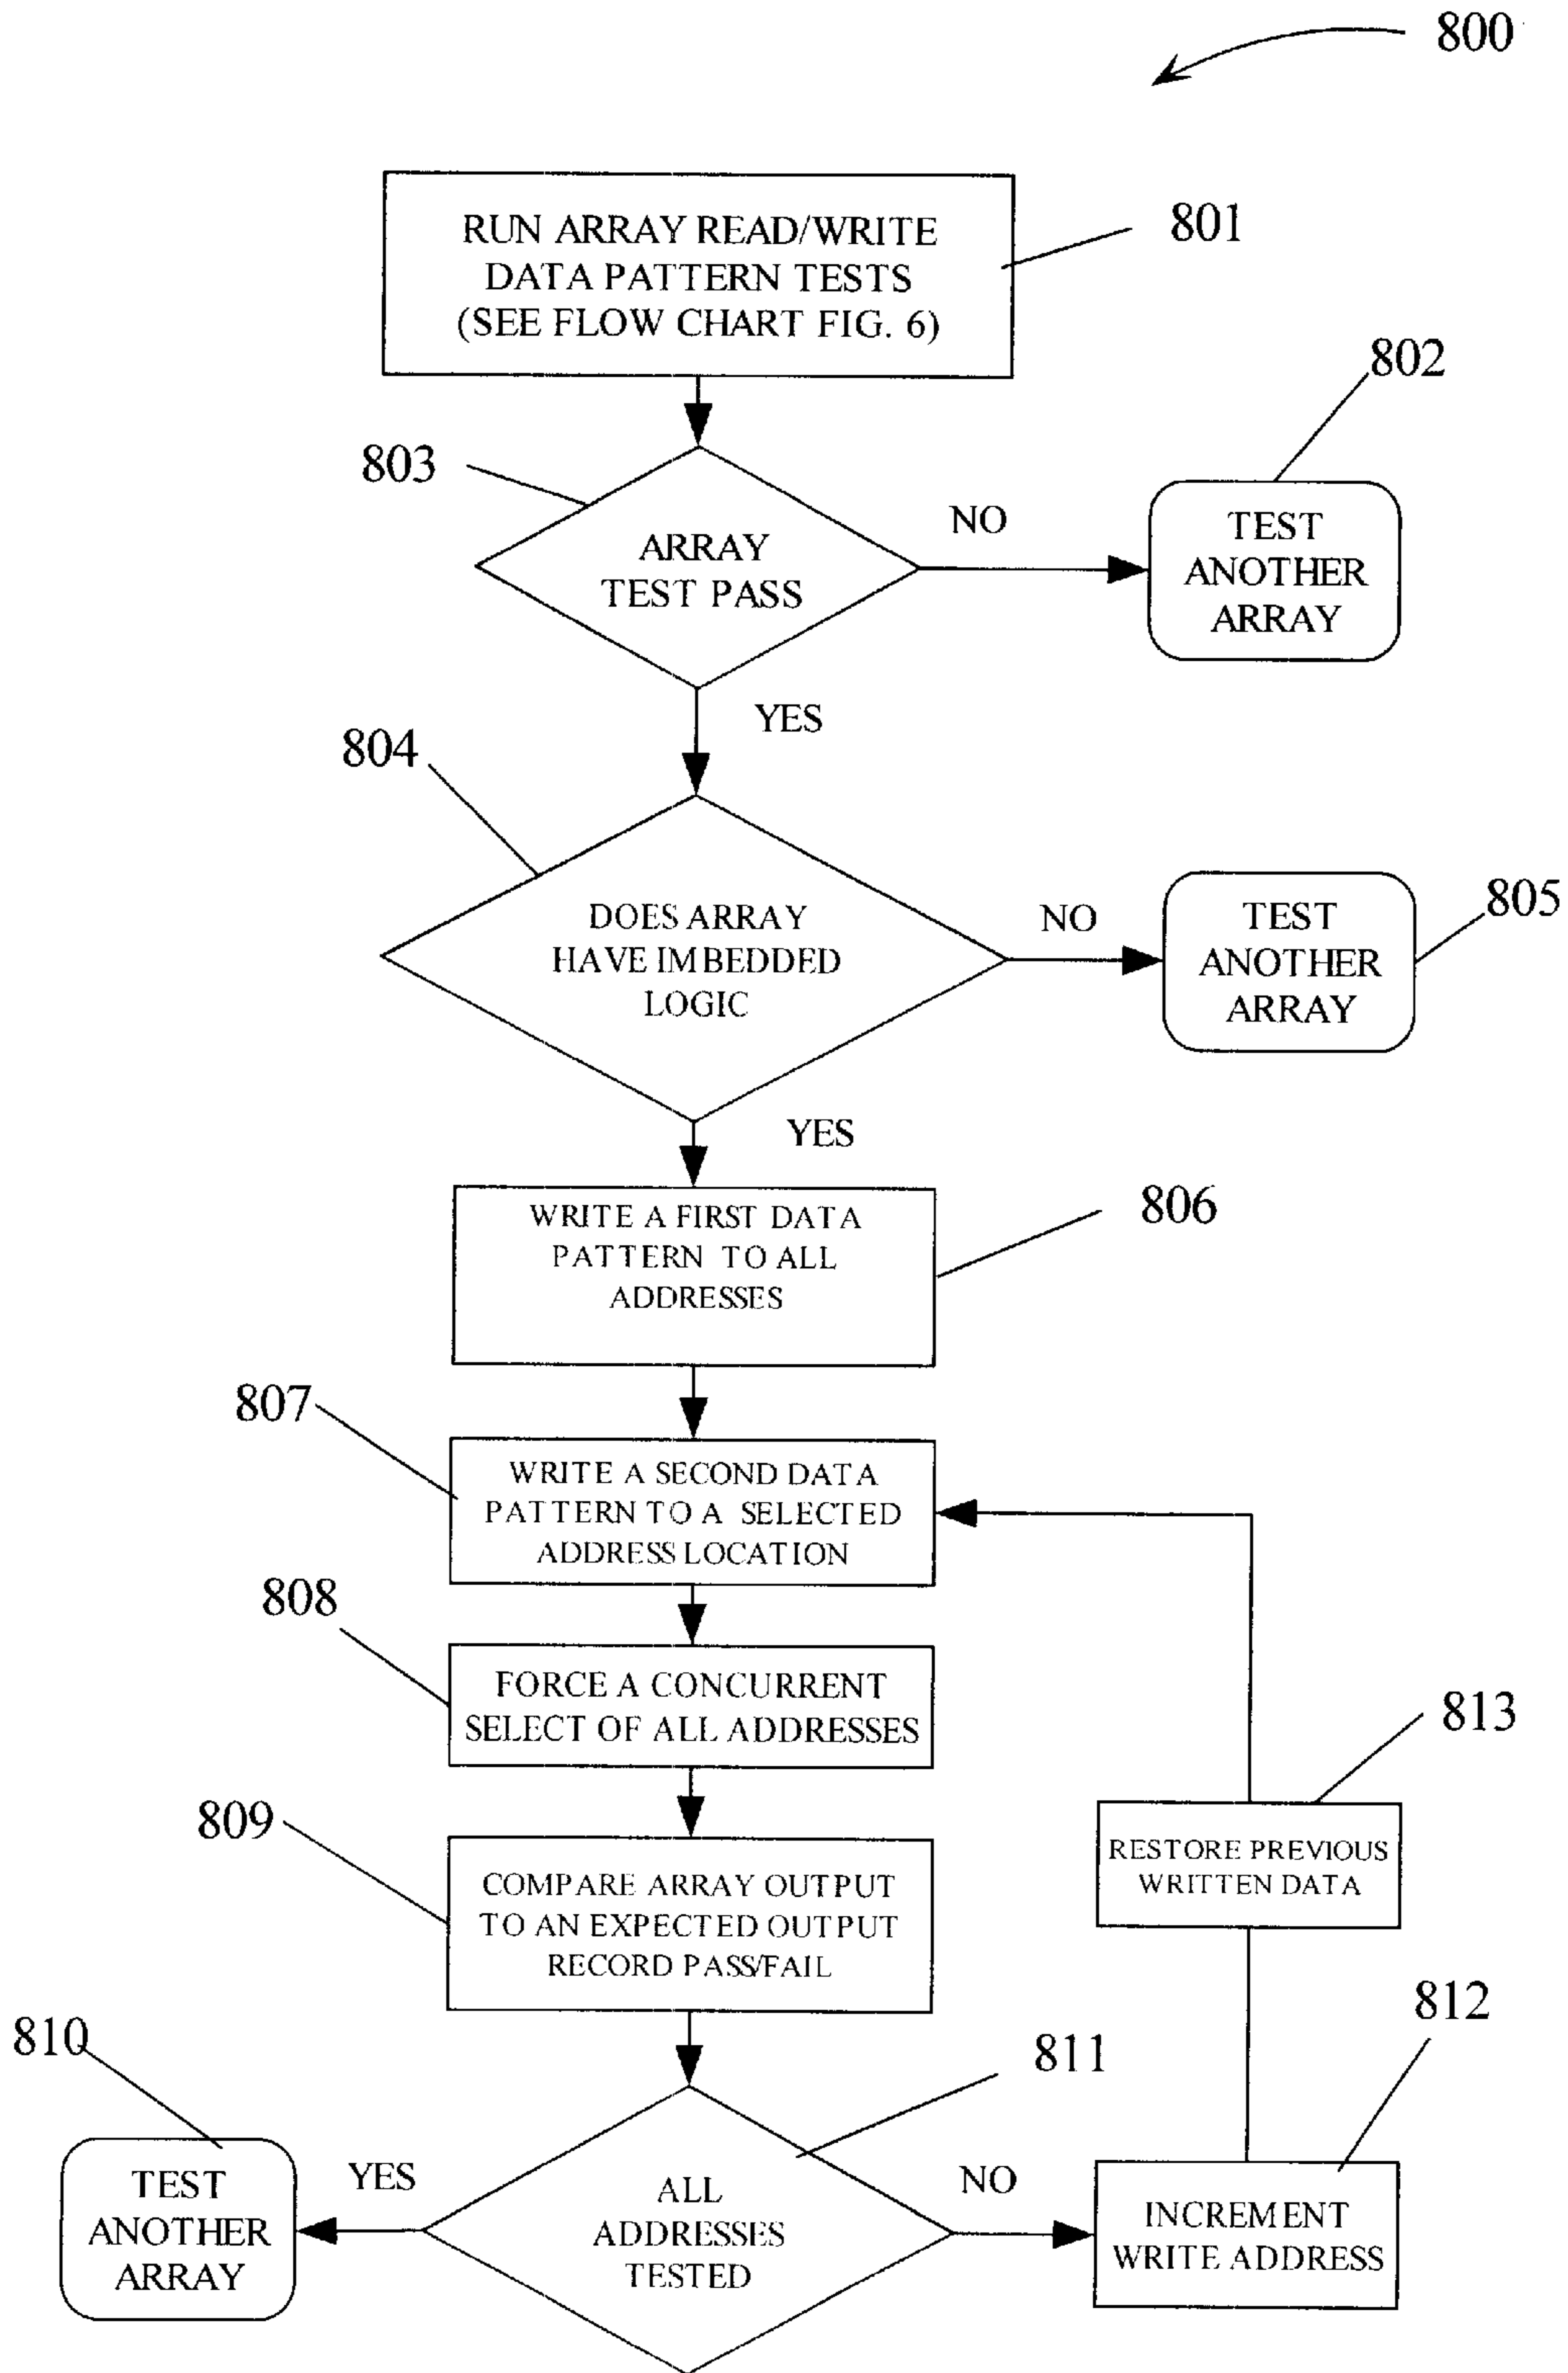 800
RUN ARRAY READ/WRITE
DATA PATTERN TESTS
(SEE FLOW CHART FIG. 6)
801
802
803
ARRAY
TEST PASS
NO
TEST
ANOTHER
ARRAY
YES
804
DOES ARRAY
HAVE IMBEDDED
LOGIC
NO
TEST
ANOTHER
ARRAY
805
YES
WRITE A FIRST DATA
PATTERN TO ALL
ADDRESSES
806
807
WRITE A SECOND DATA
PATTERN TO A SELECTED
ADDRESS LOCATION
808
FORCE A CONCURRENT
SELECT OF ALL ADDRESSES
813
809
COMPARE ARRAY OUTPUT
TO AN EXPECTED OUTPUT
RECORD PASS/FAIL
RESTORE PREVIOUS
WRITTEN DATA
812
810
811
TEST
ANOTHER
ARRAY
YES
ALL
ADDRESSES
TESTED
NO
INCREMENT
WRITE ADDRESS